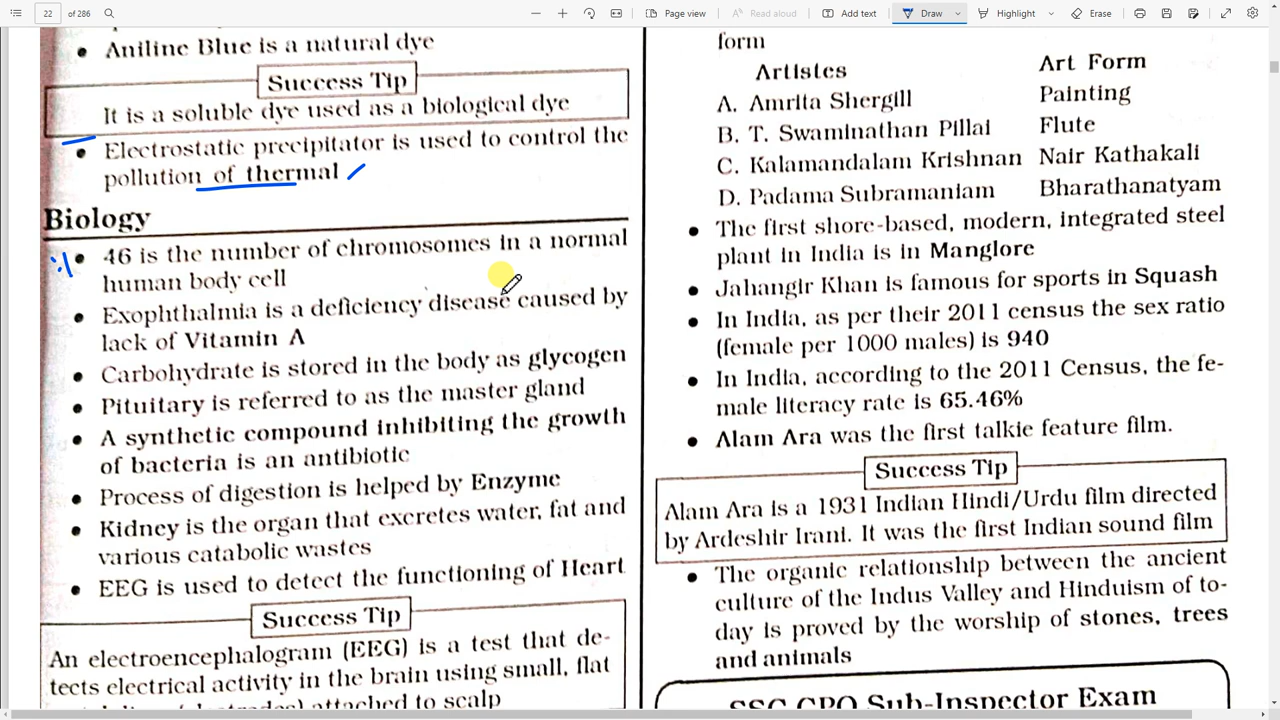 22 of 286
Page view
Read aloud
Add text
Draw
Highlight
Erase
• Aniline Blue is a natural dye
Success Tip
It is a soluble dye used as a biological dye
• Electrostatic precipitator is used to control the
pollution of thermal
Biology
• 46 is the number of chromosomes in a normal
human body cell
• Exophthalmia is a deficiency disease caused by
lack of Vitamin A
• Carbohydrate is stored in the body as glycogen
• Pituitary is referred to as the master gland
• A synthetic compound inhibiting the growth
of bacteria is an antibiotic
• Process of digestion is helped by Enzyme
• Kidney is the organ that excretes water, fat and
various catabolic wastes
• EEG is used to detect the functioning of Heart
Success Tip
An electroencephalogram (EEG) is a test that de-
tects electrical activity in the brain using small, flat
attached to scalp
form
Artistes Art Form
A. Amrita Shergill Painting
B. T. Swaminathan Pillai Flute
C. Kalamandalam Krishnan Nair Kathakali
D. Padama Subramaniam Bharathanatyam
• The first shore-based, modern, integrated steel
plant in India is in Manglore
• Jahangir Khan is famous for sports in Squash
• In India, as per their 2011 census the sex ratio
(female per 1000 males) is 940
• In India, according to the 2011 Census, the fe-
male literacy rate is 65.46%
• Alam Ara was the first talkie feature film.
Success Tip
Alam Ara is a 1931 Indian Hindi/Urdu film directed
by Ardeshir Irani. It was the first Indian sound film
• The organic relationship between the ancient
culture of the Indus Valley and Hinduism of to-
day is proved by the worship of stones, trees
and animals
SSC CPO Sub-Inspector Exam